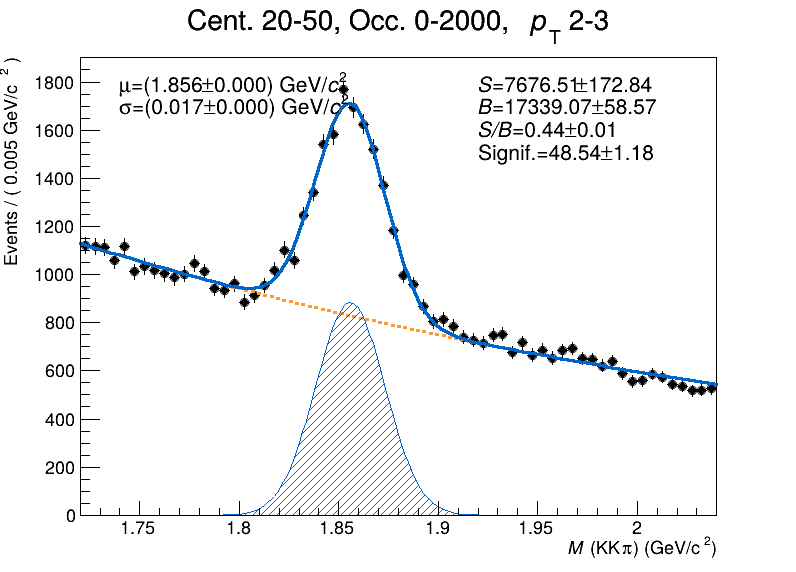 Cent. 20-50, Occ. 0-2000, pT 2-3
μ=(1.856±0.000) GeV/c2
σ=(0.017±0.000) GeV/c2
S=7676.51±172.84
B=17339.07±58.57
S/B=0.44±0.01
Signif.=48.54±1.18
Events / ( 0.005 GeV/c 2 )
1800
1600
1400
1200
1000
800
600
400
200
0
1.75 1.8 1.85 1.9 1.95 2
M (KKπ) (GeV/c 2)